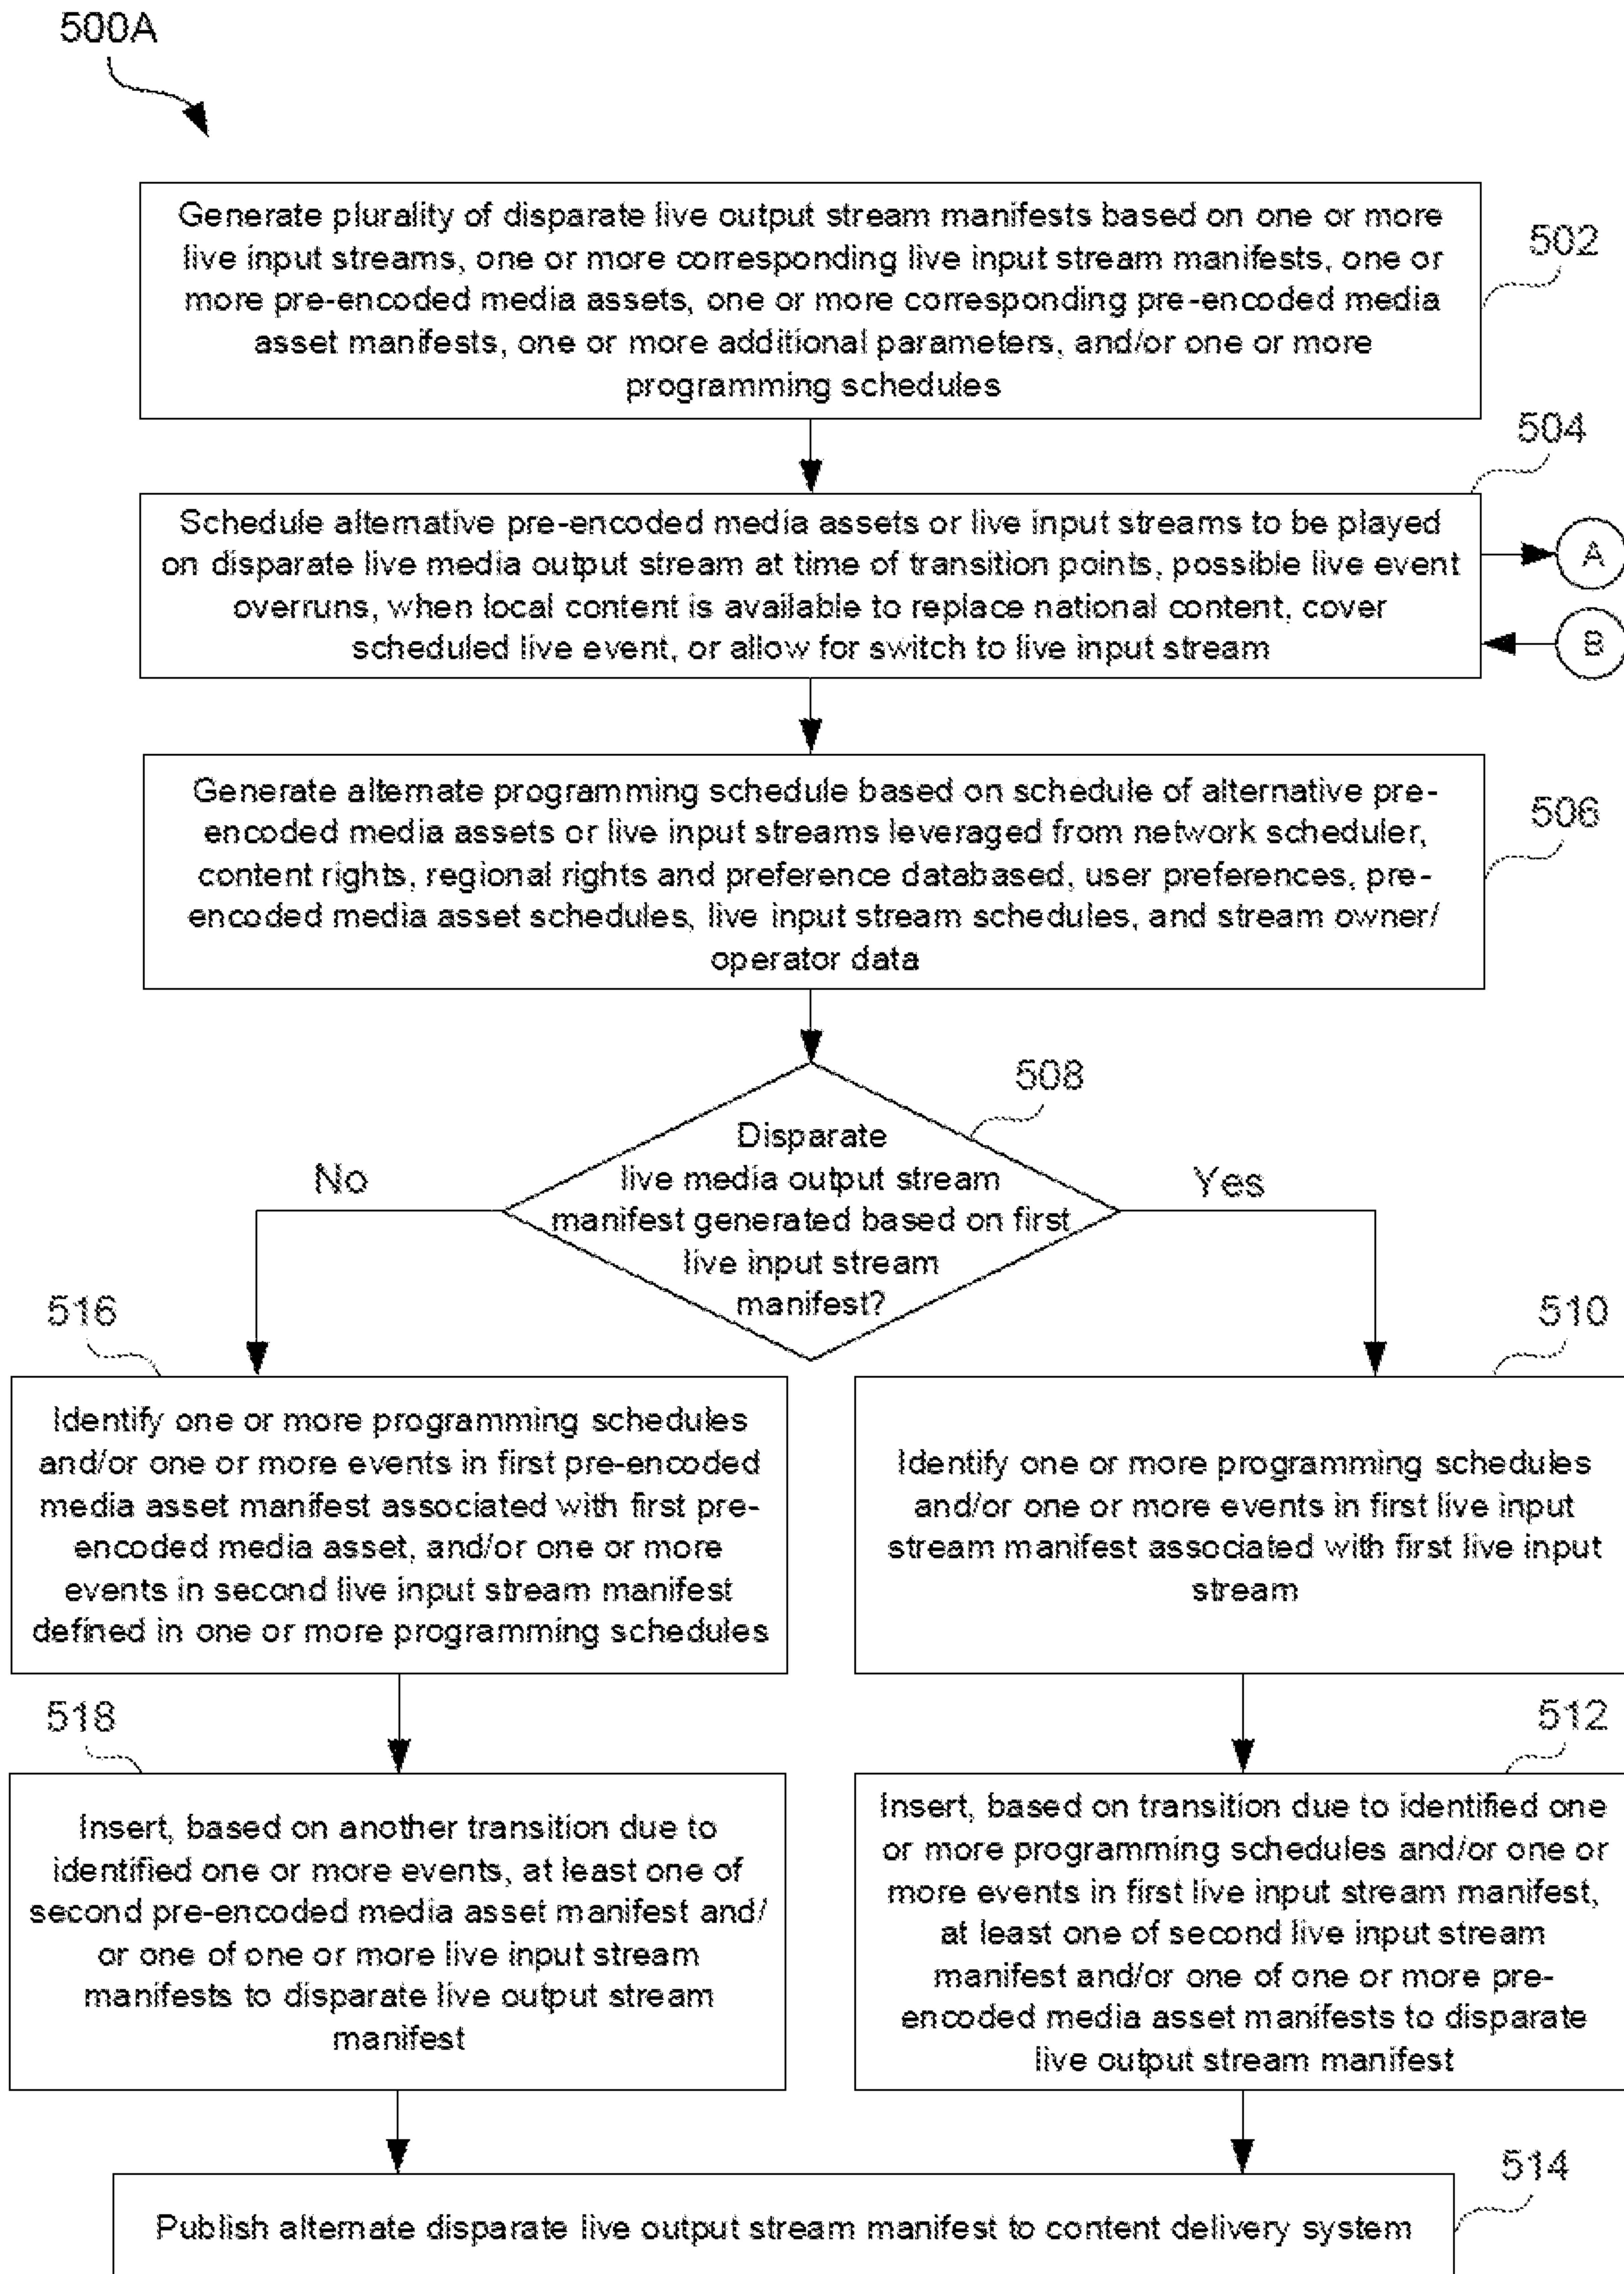 500A
Generate plurality of disparate live output stream manifests based on one or more
live input streams, one or more corresponding live input stream manifests, one or
more pre-encoded media assets, one or more corresponding pre-encoded media
asset manifests, one or more additional parameters, and/or one or more
programming schedules
502
504
Schedule alternative pre-encoded media assets or live input streams to be played
on disparate live media output stream at time of transition points, possible live event
overruns, when local content is available to replace national content, cover
scheduled live event, or allow for switch to live input stream
A
B
Generate alternate programming schedule based on schedule of alternative pre-
encoded media assets or live input streams leveraged from network scheduler,
content rights, regional rights and preference databased, user preferences, pre-
encoded media asset schedules, live input stream schedules, and stream owner/
operator data
506
508
Disparate
live media output stream
manifest generated based on first
live input stream
manifest?
No
Yes
516
Identify one or more programming schedules
and/or one or more events in first pre-encoded
media asset manifest associated with first pre-
encoded media asset, and/or one or more
events in second live input stream manifest
defined in one or more programming schedules
510
Identify one or more programming schedules
and/or one or more events in first live input
stream manifest associated with first live input
stream
518
Insert, based on another transition due to
identified one or more events, at least one of
second pre-encoded media asset manifest and/
or one of one or more live input stream
manifests to disparate live output stream
manifest
512
Insert, based on transition due to identified one
or more programming schedules and/or one or
more events in first live input stream manifest,
at least one of second live input stream
manifest and/or one of one or more pre-
encoded media asset manifests to disparate
live output stream manifest
514
Publish alternate disparate live output stream manifest to content delivery system